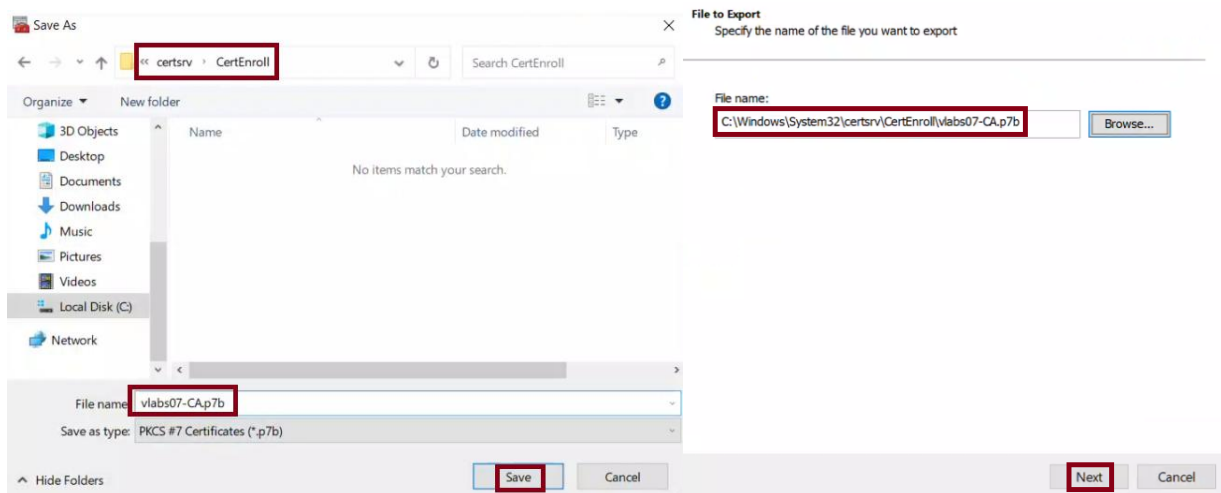 Save As
« certsrv › CertEnroll
Search CertEnroll
Organize
New folder
3D Objects
Desktop
Documents
Downloads
Music
Pictures
Videos
Local Disk (C:)
Network
Name
Date modified
Type
No items match your search.
File name
vlabs07-CA.p7b
Save as type:
PKCS #7 Certificates (*.p7b)
Hide Folders
Save
Cancel
File to Export
Specify the name of the file you want to export
File name:
C:\Windows\System32\certsrv\CertEnroll\vlabs07-CA.p7b
Browse...
Next
Cancel